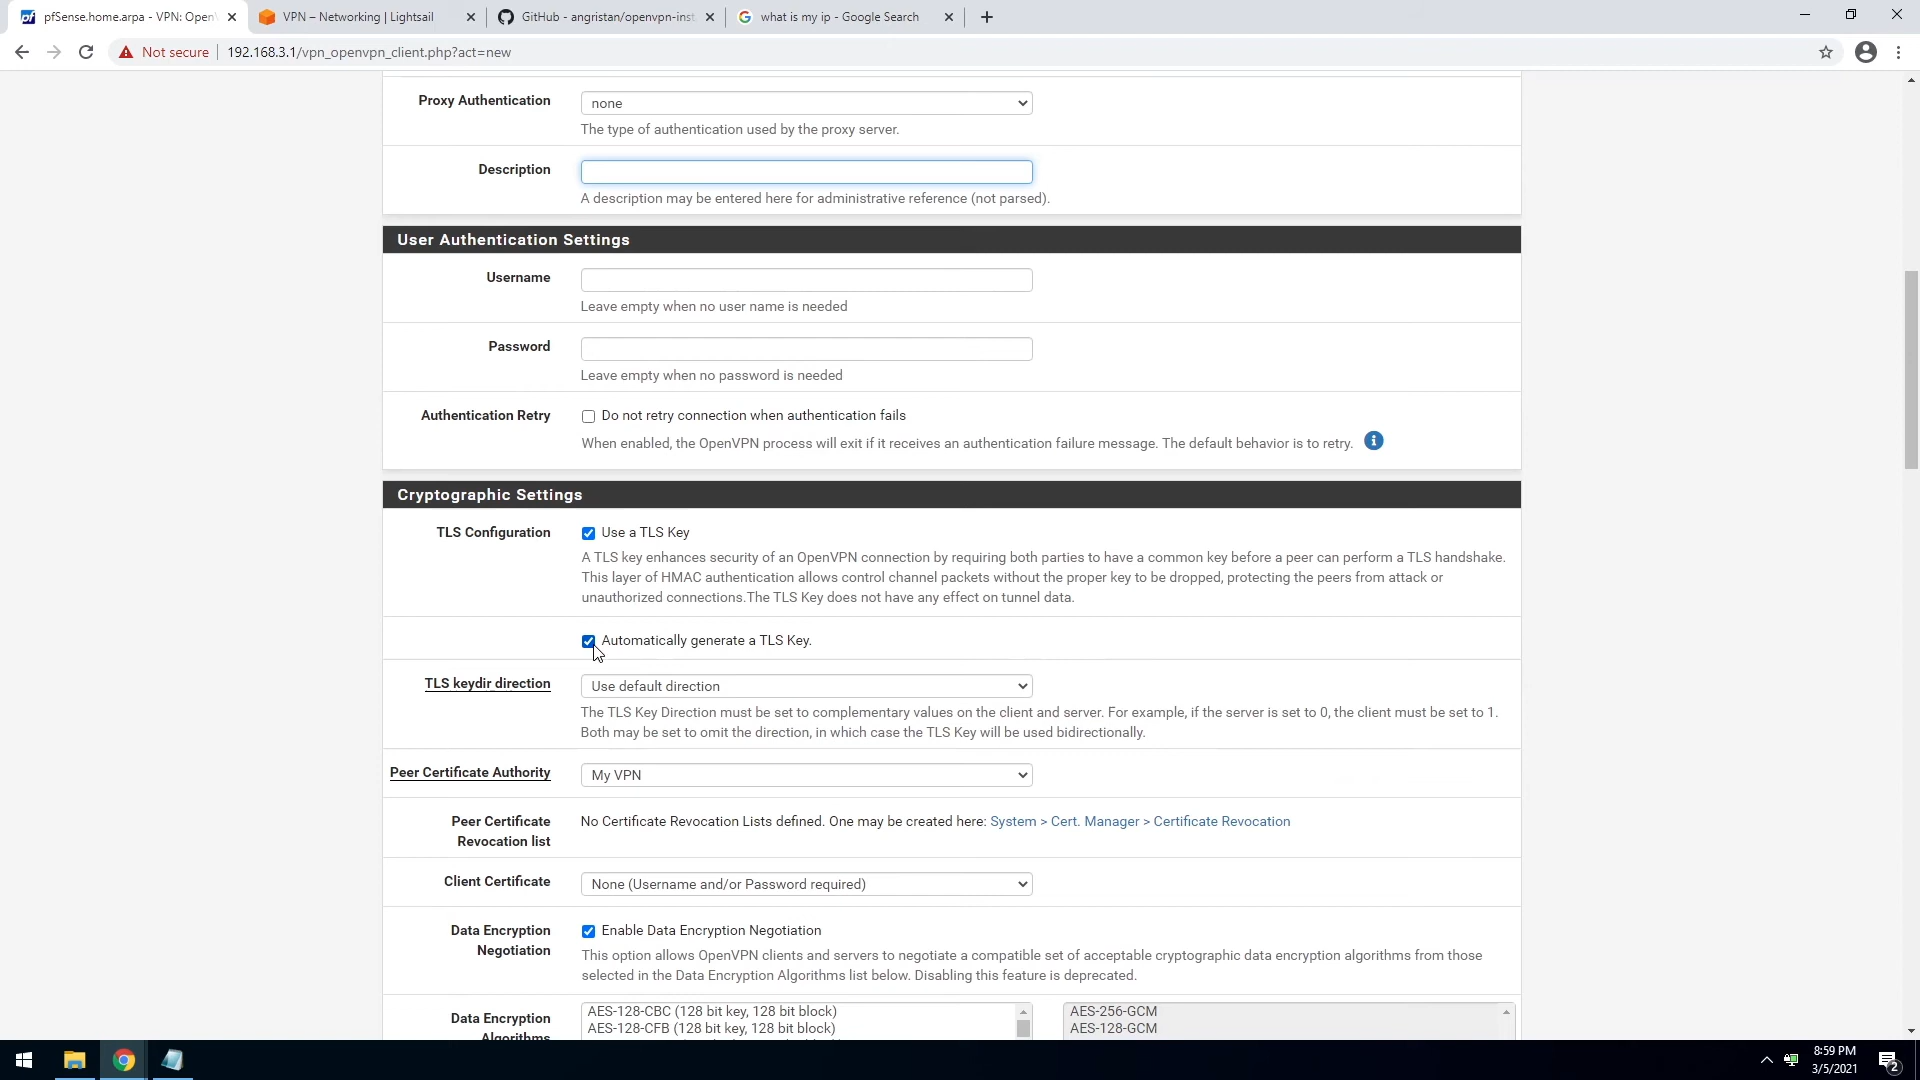 pfSense.home.arpa - VPN: OpenV
VPN – Networking | Lightsail
GitHub - angristan/openvpn-inst
what is my ip - Google Search
Not secure
192.168.3.1/vpn_openvpn_client.php?act=new
Proxy Authentication
none
The type of authentication used by the proxy server.
Description
A description may be entered here for administrative reference (not parsed).
User Authentication Settings
Username
Leave empty when no user name is needed
Password
Leave empty when no password is needed
Authentication Retry
Do not retry connection when authentication fails
When enabled, the OpenVPN process will exit if it receives an authentication failure message. The default behavior is to retry.
Cryptographic Settings
TLS Configuration
Use a TLS Key
A TLS key enhances security of an OpenVPN connection by requiring both parties to have a common key before a peer can perform a TLS handshake.
This layer of HMAC authentication allows control channel packets without the proper key to be dropped, protecting the peers from attack or
unauthorized connections.The TLS Key does not have any effect on tunnel data.
Automatically generate a TLS Key.
TLS keydir direction
Use default direction
The TLS Key Direction must be set to complementary values on the client and server. For example, if the server is set to 0, the client must be set to 1.
Both may be set to omit the direction, in which case the TLS Key will be used bidirectionally.
Peer Certificate Authority
My VPN
Peer Certificate
Revocation list
No Certificate Revocation Lists defined. One may be created here: System > Cert. Manager > Certificate Revocation
Client Certificate
None (Username and/or Password required)
Data Encryption
Negotiation
Enable Data Encryption Negotiation
This option allows OpenVPN clients and servers to negotiate a compatible set of acceptable cryptographic data encryption algorithms from those
selected in the Data Encryption Algorithms list below. Disabling this feature is deprecated.
Data Encryption
Algorithms
AES-128-CBC (128 bit key, 128 bit block)
AES-128-CFB (128 bit key, 128 bit block)
AES-256-GCM
AES-128-GCM
8:59 PM
3/5/2021
2